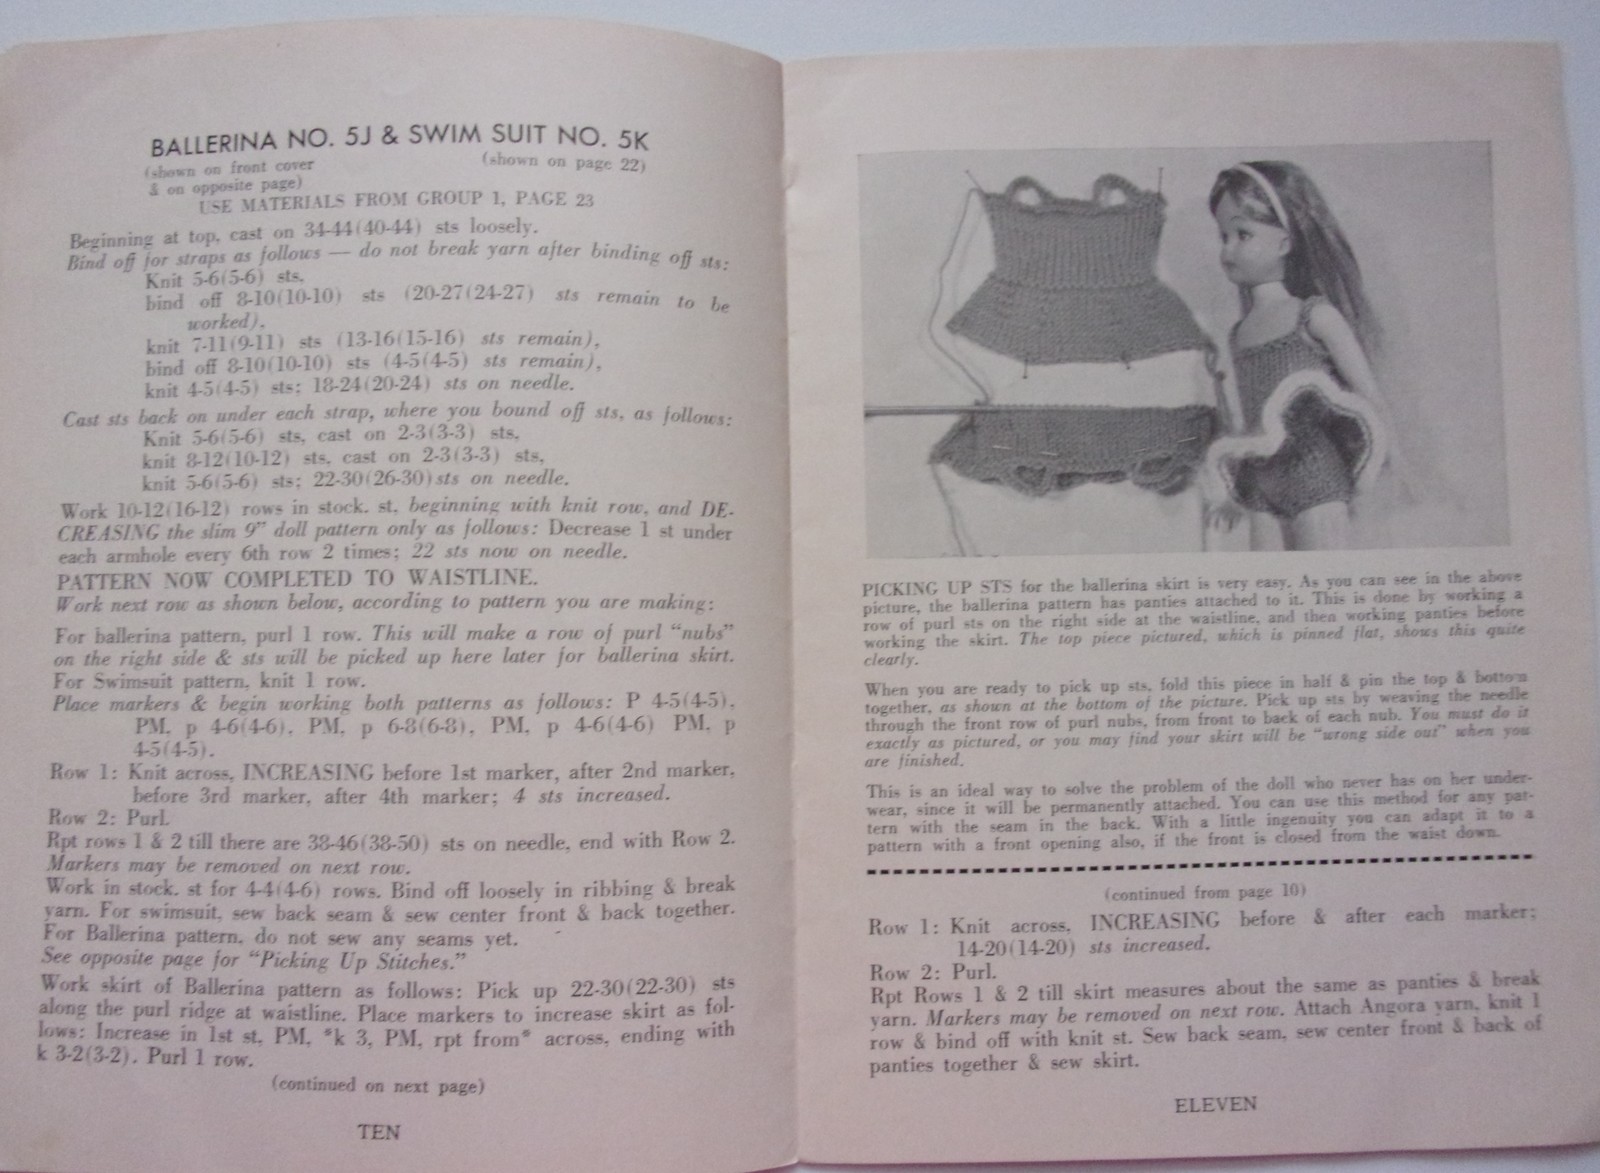 BALLERINA NO. 5J & SWIM SUIT NO. 5K
(shown on front cover
& on opposite page)
(shown on page 22)
USE MATERIALS FROM GROUP 1, PAGE 23
Beginning at top, cast on 34-44(40-44) sts loosely.
Bind off for straps as follows — do not break yarn after binding off sts:
Knit 5-6(5-6) sts,
bind off 8-10(10-10) sts (20-27(24-27) sts remain to be
worked),
knit 7-11(9-11) sts (13-16(15-16) sts remain),
bind off 8-10(10-10) sts (4-5(4-5) sts remain),
knit 4-5(4-5) sts; 18-24(20-24) sts on needle.
Cast sts back on under each strap, where you bound off sts, as follows:
Knit 5-6(5-6) sts, cast on 2-3(3-3) sts,
knit 8-12(10-12) sts, cast on 2-3(3-3) sts,
knit 5-6(5-6) sts; 22-30(26-30)sts on needle.
Work 10-12(16-12) rows in stock. st, beginning with knit row, and DE-
CREASING the slim 9" doll pattern only as follows: Decrease 1 st under
each armhole every 6th row 2 times; 22 sts now on needle.
PATTERN NOW COMPLETED TO WAISTLINE.
Work next row as shown below, according to pattern you are making:
For ballerina pattern, purl 1 row. This will make a row of purl "nubs"
on the right side & sts will be picked up here later for ballerina skirt.
For Swimsuit pattern, knit 1 row.
Place markers & begin working both patterns as follows: P 4-5(4-5),
PM, p 4-6(4-6), PM, p 6-8(6-8), PM, p 4-6(4-6) PM, p
4-5(4-5).
Row 1: Knit across, INCREASING before 1st marker, after 2nd marker,
before 3rd marker, after 4th marker; 4 sts increased.
Row 2: Purl.
Rpt rows 1 & 2 till there are 38-46(38-50) sts on needle, end with Row 2.
Markers may be removed on next row.
Work in stock. st for 4-4(4-6) rows. Bind off loosely in ribbing & break
yarn. For swimsuit, sew back seam & sew center front & back together.
For Ballerina pattern, do not sew any seams yet.
See opposite page for "Picking Up Stitches."
Work skirt of Ballerina pattern as follows: Pick up 22-30(22-30) sts
along the purl ridge at waistline. Place markers to increase skirt as fol-
lows: Increase in 1st st, PM, *k 3, PM, rpt from* across, ending with
k 3-2(3-2). Purl 1 row.
(continued on next page)
TEN
PICKING UP STS for the ballerina skirt is very easy. As you can see in the above
picture, the ballerina pattern has panties attached to it. This is done by working a
row of purl sts on the right side at the waistline, and then working panties before
working the skirt. The top piece pictured, which is pinned flat, shows this quite
clearly.
When you are ready to pick up sts, fold this piece in half & pin the top & bottom
together, as shown at the bottom of the picture. Pick up sts by weaving the needle
through the front row of purl nubs, from front to back of each nub. You must do it
exactly as pictured, or you may find your skirt will be "wrong side out" when you
are finished.
This is an ideal way to solve the problem of the doll who never has on her under-
wear, since it will be permanently attached. You can use this method for any pat-
tern with the seam in the back. With a little ingenuity you can adapt it to a
pattern with a front opening also, if the front is closed from the waist down.
(continued from page 10)
Row 1: Knit across, INCREASING before & after each marker;
14-20(14-20) sts increased.
Row 2: Purl.
Rpt Rows 1 & 2 till skirt measures about the same as panties & break
yarn. Markers may be removed on next row. Attach Angora yarn, knit 1
row & bind off with knit st. Sew back seam, sew center front & back of
panties together & sew skirt.
ELEVEN